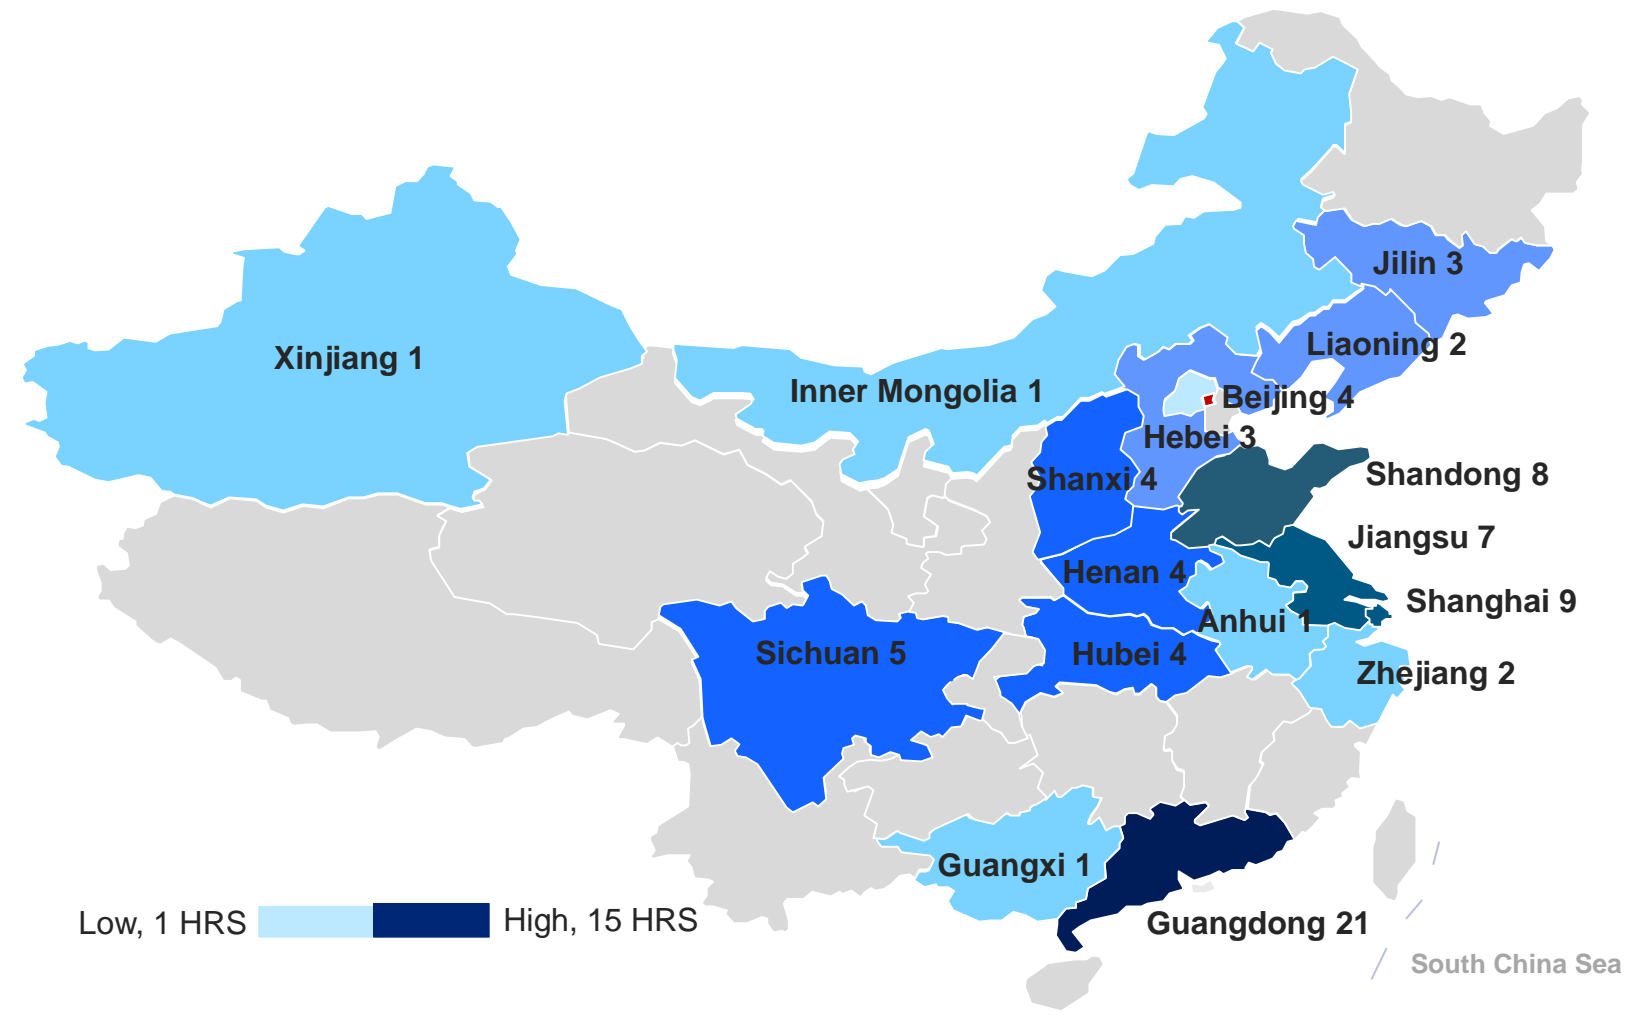 Jilin 3
Liaoning 2
Xinjiang 1
Inner Mongolia 1
Beijing 4
Hebei 3
Shanxi 4
Shandong 8
Jiangsu 7
Henan 4
Shanghai 9
Anhui 1
Sichuan 5
Hubei 4
Zhejiang 2
Guangxi 1
Low, 1 HRS
High, 15 HRS
Guangdong 21
South China Sea